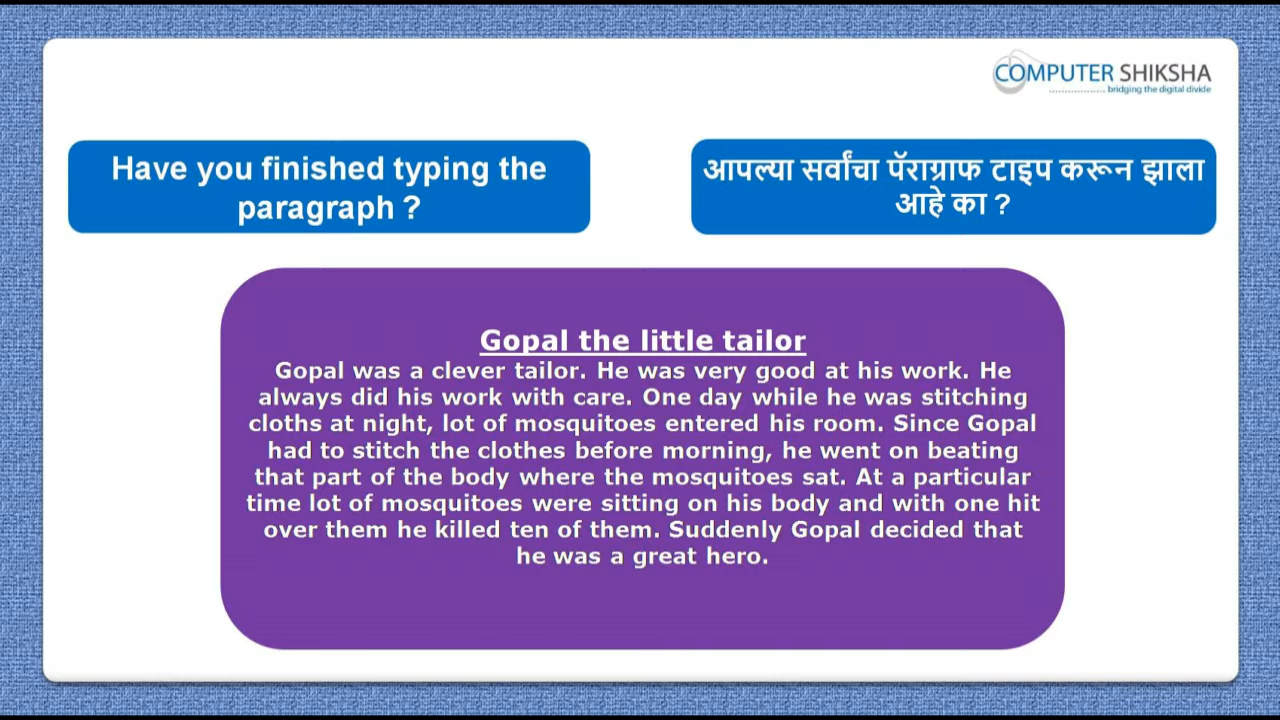 COMPUTER SHIKSHA
bridging the digital divide
Have you finished typing the
paragraph ?
आपल्या सर्वांचा पॅराग्राफ टाइप करून झाला
आहे का ?
Gopal the little tailor
Gopal was a clever tailor. He was very good at his work. He
always did his work with care. One day while he was stitching
cloths at night, lot of mosquitoes entered his room. Since Gopal
had to stitch the clothes before morning, he went on beating
that part of the body where the mosquitoes sat. At a particular
time lot of mosquitoes were sitting on his body and with one hit
over them he killed ten of them. Suddenly Gopal decided that
he was a great hero.